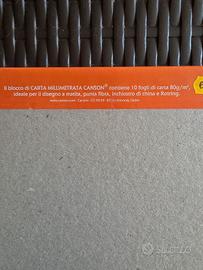 Il blocco di CARTA MILLIMETRATA CANSON® contiene 10 fogli di carta 80g/m²,
ideale per il disegno a matita, punta fibra, inchiostro di china e Rotring.
subito